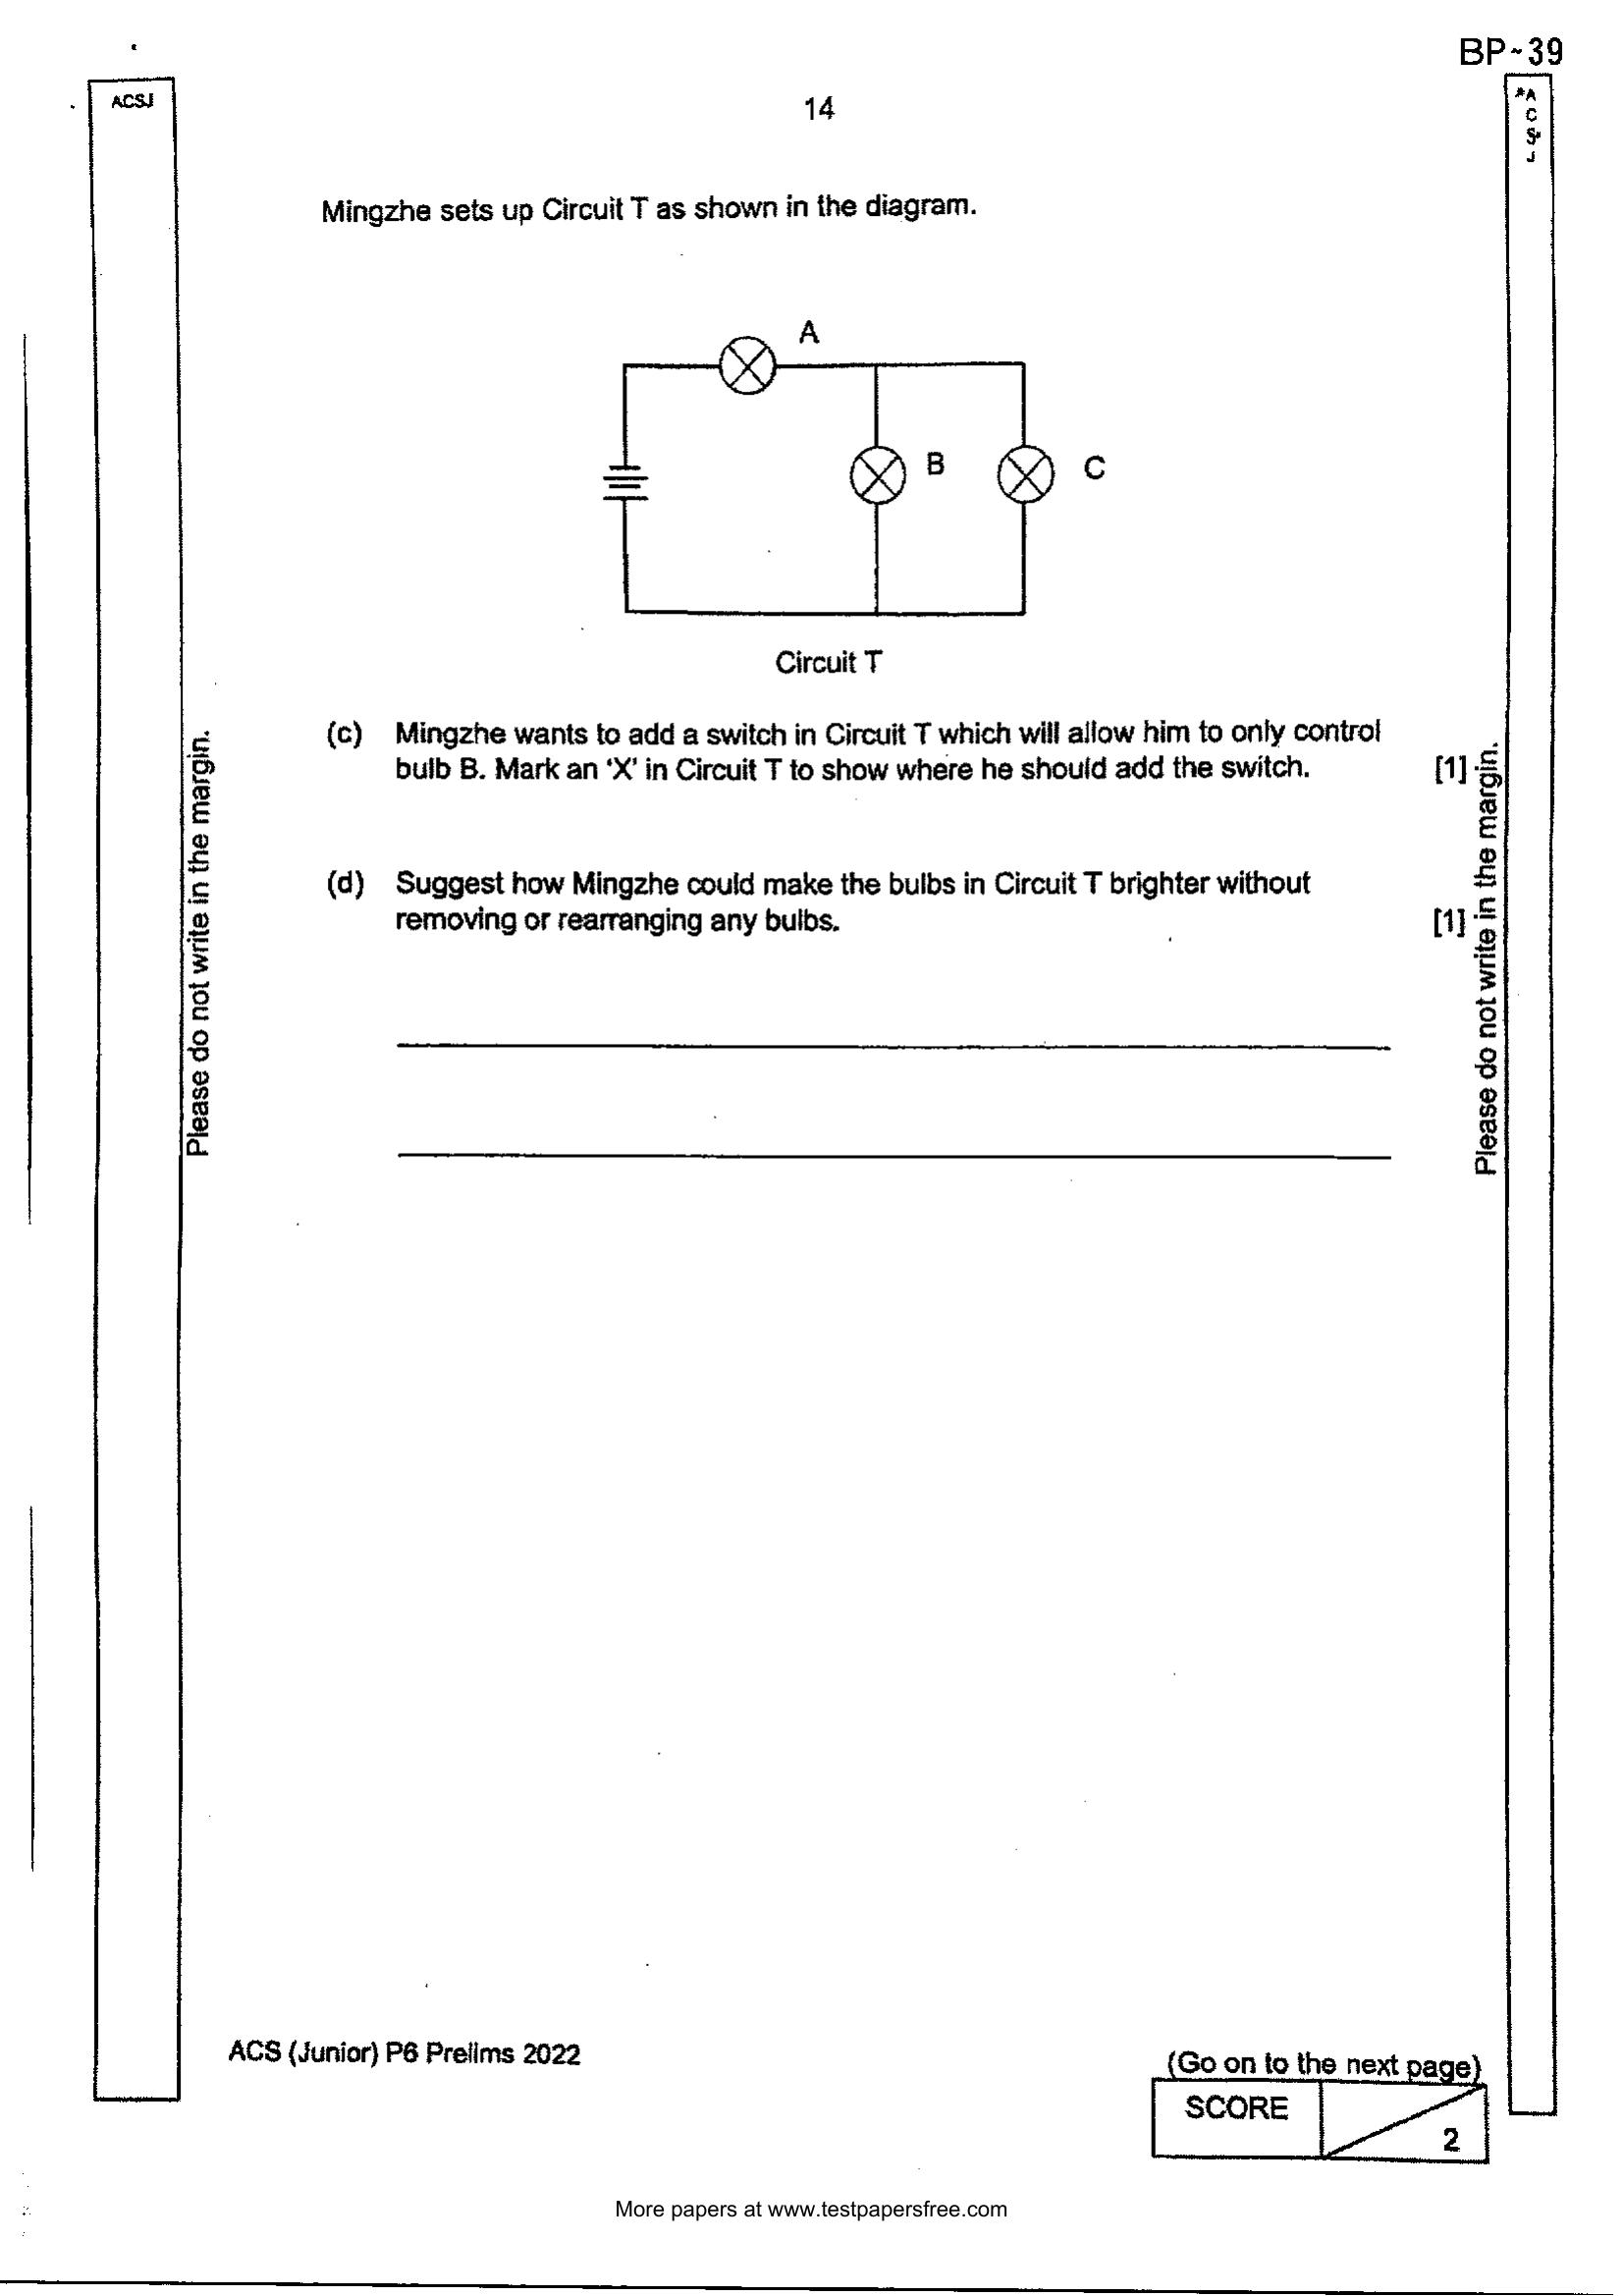 BP-39
ACSJ
*A
C
S
J
14
Mingzhe sets up Circuit T as shown in the diagram.
A
B
C
Circuit T
(c) Mingzhe wants to add a switch in Circuit T which will allow him to only control
bulb B. Mark an 'X' in Circuit T to show where he should add the switch. [1]
(d) Suggest how Mingzhe could make the bulbs in Circuit T brighter without
removing or rearranging any bulbs. [1]
Please do not write in the margin.
Please do not write in the margin.
ACS (Junior) P6 Prelims 2022
(Go on to the next page)
SCORE
2
More papers at www.testpapersfree.com